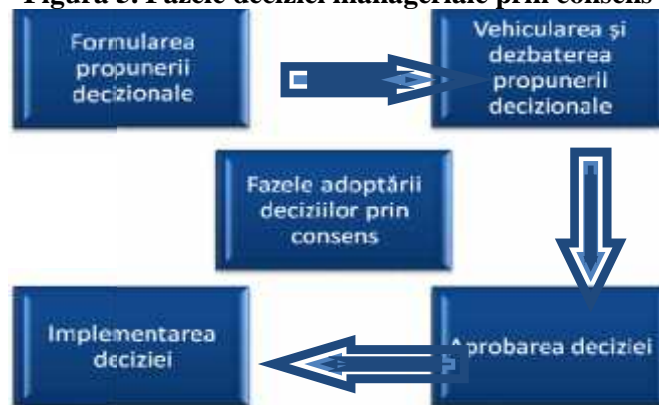 Figura 3. Fazele deciziei manageriale prin consens
Formularea
propunerii
decizionale
Vehicularea și
dezbaterea
propunerii
decizionale
Fazele adoptării
deciziilor prin
consens
Implementarea
deciziei
Aprobarea deciziei